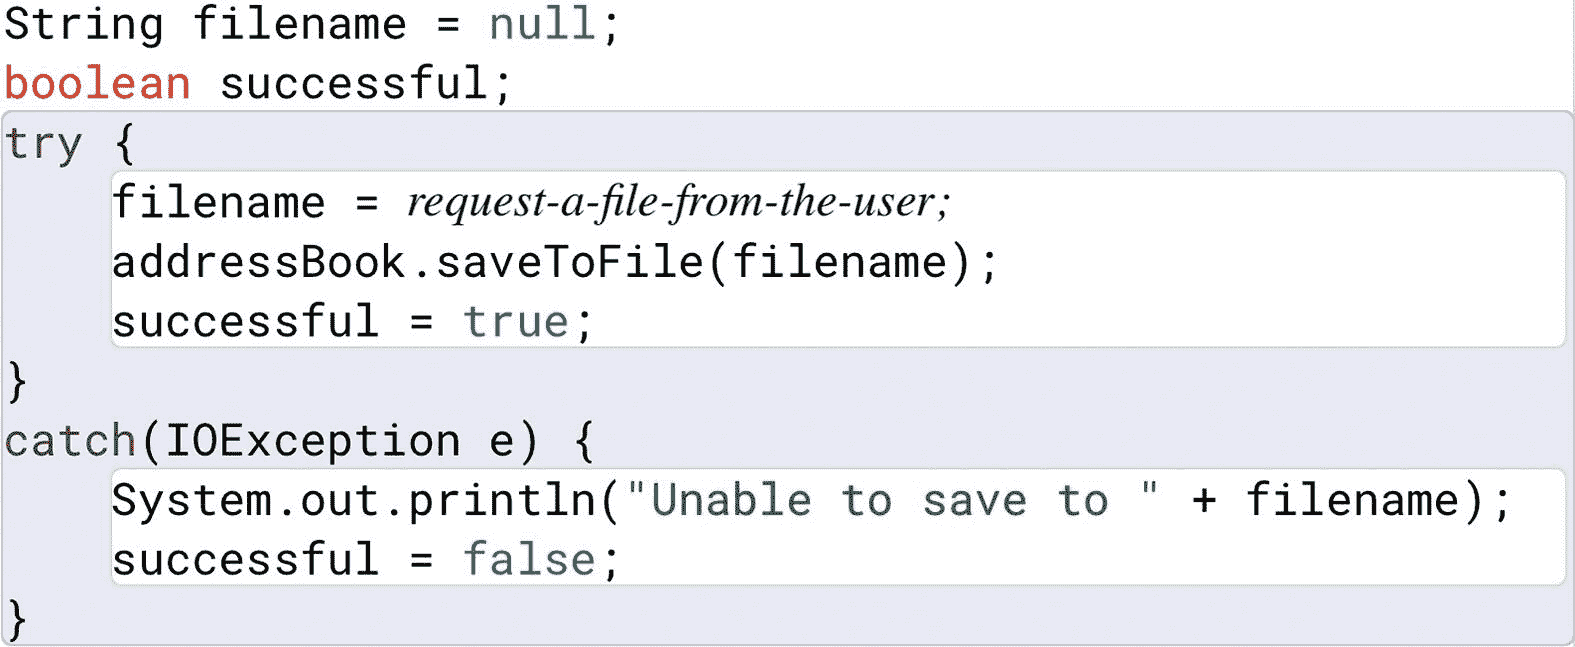 String filename = null;
boolean successful;
try {
filename = request-a-file-from-the-user;
addressBook.saveToFile(filename);
successful = true;
}
catch(IOException e) {
System.out.println("Unable to save to " + filename);
successful = false;
}